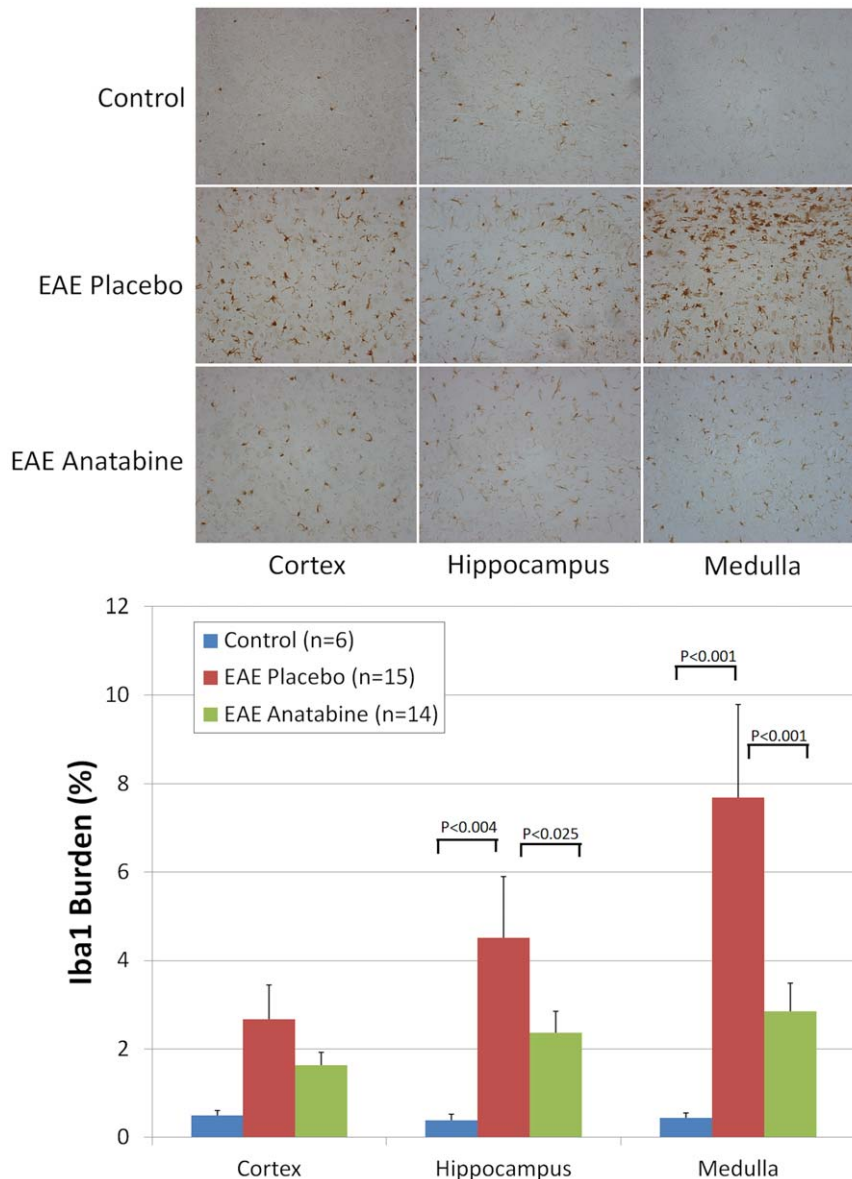 Control
EAE Placebo
EAE Anatabine
Cortex Hippocampus Medulla
12
10
8
6
4
2
0
Iba1 Burden (%)
Control (n=6)
EAE Placebo (n=15)
EAE Anatabine (n=14)
P<0.001
P<0.001
P<0.004
P<0.025
Cortex Hippocampus Medulla